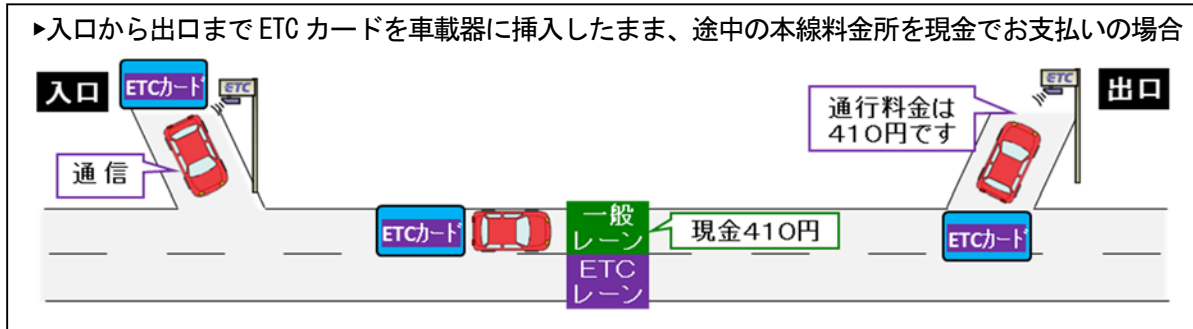 ▶入口から出口まで ETC カードを車載器に挿入したまま、途中の本線料金所を現金でお支払いの場合
入口
ETCカード
ETC
通信
ETCカード
一般
レーン
ETC
レーン
現金410円
通行料金は
410円です
ETC
出口
ETCカード